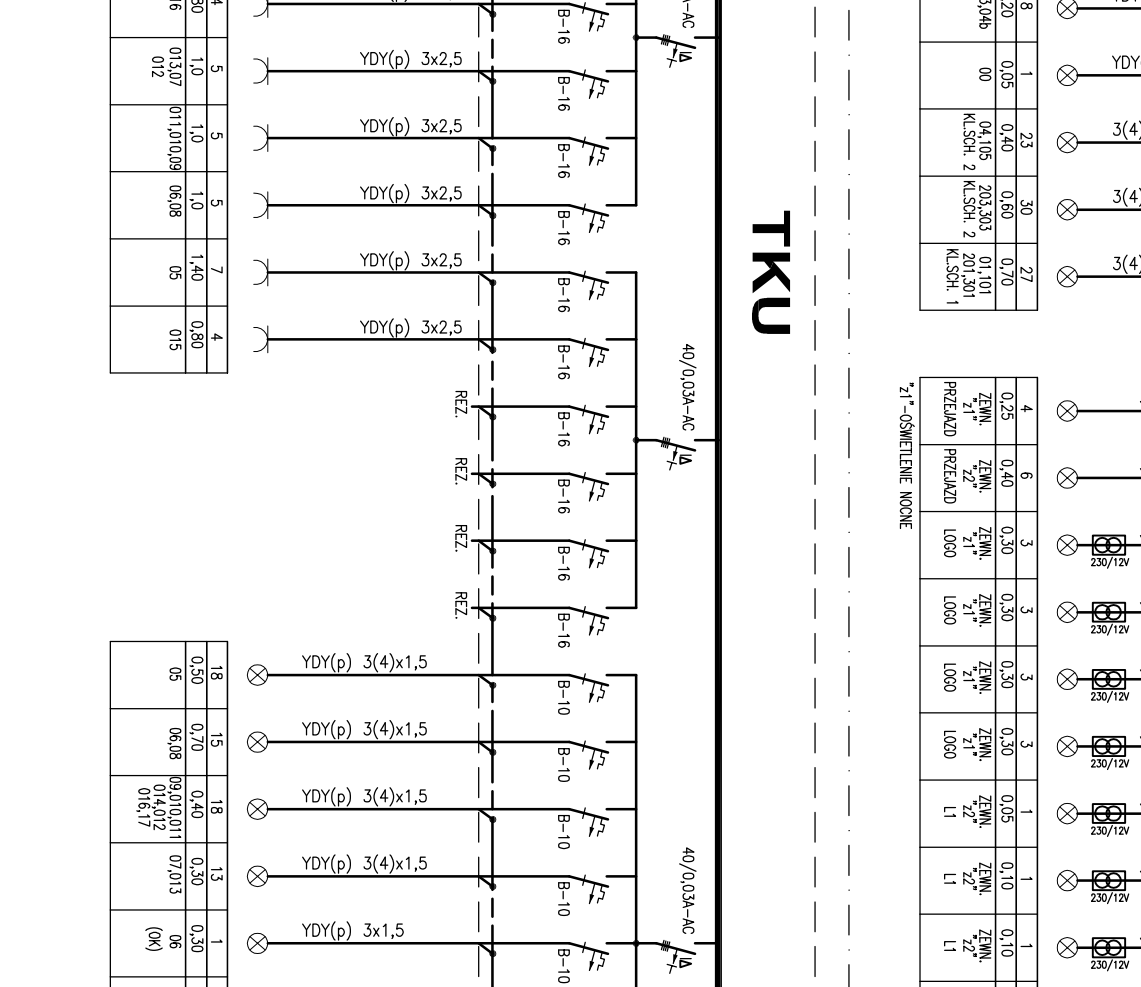 B-16
YDY(p) 3x2,5
B-16
YDY(p) 3x2,5
B-16
YDY(p) 3x2,5
B-16
YDY(p) 3x2,5
B-16
YDY(p) 3x2,5
B-16
REZ.
B-16
REZ.
B-16
REZ.
B-16
REZ.
B-16
YDY(p) 3(4)x1,5
B-10
YDY(p) 3(4)x1,5
B-10
YDY(p) 3(4)x1,5
B-10
YDY(p) 3(4)x1,5
B-10
YDY(p) 3x1,5
B-10
40/0,03A-AC
40/0,03A-AC
TKU
5
1,0
013,07
012
5
1,0
011,010,09
5
1,0
06,08
7
1,40
05
4
0,80
015
18
0,50
05
15
0,70
06,08
18
0,40
09,010,011
014,012
016,17
13
0,30
07,013
1
0,30
06
(OK)
8
1
0,05
00
23
0,40
04,105
KL.SCH. 2
30
0,60
203,303
KL.SCH. 2
27
0,70
01,101
201,301
KL.SCH. 1
3(4)
3(4)
3(4)
4
0,25
ZEWN.
"z1"
PRZEJAZD
6
0,40
ZEWN.
"z2"
PRZEJAZD
3
0,30
ZEWN.
"z1"
LOGO
230/12V
3
0,30
ZEWN.
"z1"
LOGO
230/12V
3
0,30
ZEWN.
"z1"
LOGO
230/12V
3
0,30
ZEWN.
"z1"
LOGO
230/12V
1
0,05
ZEWN.
"z2"
L1
230/12V
1
0,10
ZEWN.
"z2"
L1
230/12V
1
0,10
ZEWN.
"z2"
L1
230/12V
"z1"-OŚWIETLENIE NOCNE